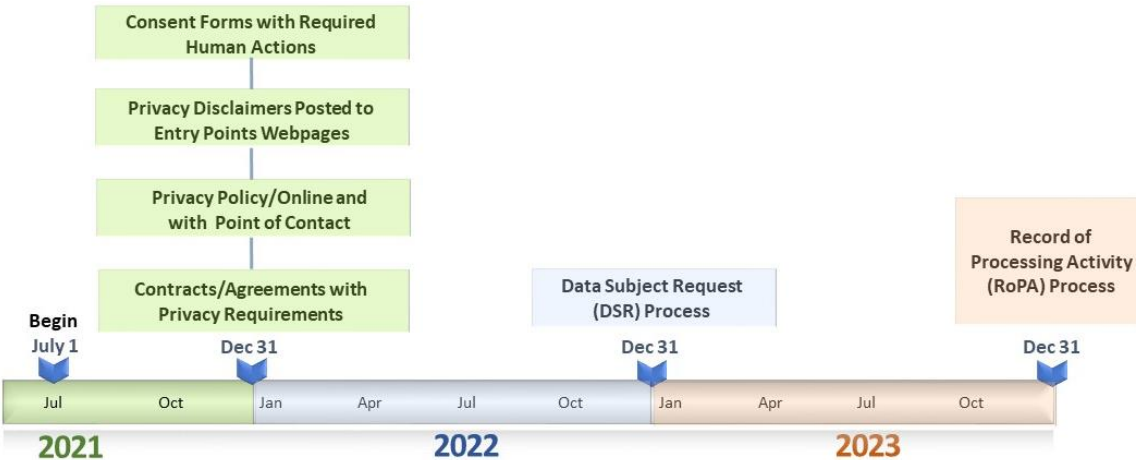 Consent Forms with Required
Human Actions
Privacy Disclaimers Posted to
Entry Points Webpages
Privacy Policy/Online and
with Point of Contact
Contracts/Agreements with
Privacy Requirements
Data Subject Request
(DSR) Process
Record of
Processing Activity
(RoPA) Process
Begin
July 1
Dec 31
Dec 31
Dec 31
Jul Oct Jan Apr Jul Oct Jan Apr Jul Oct
2021 2022 2023